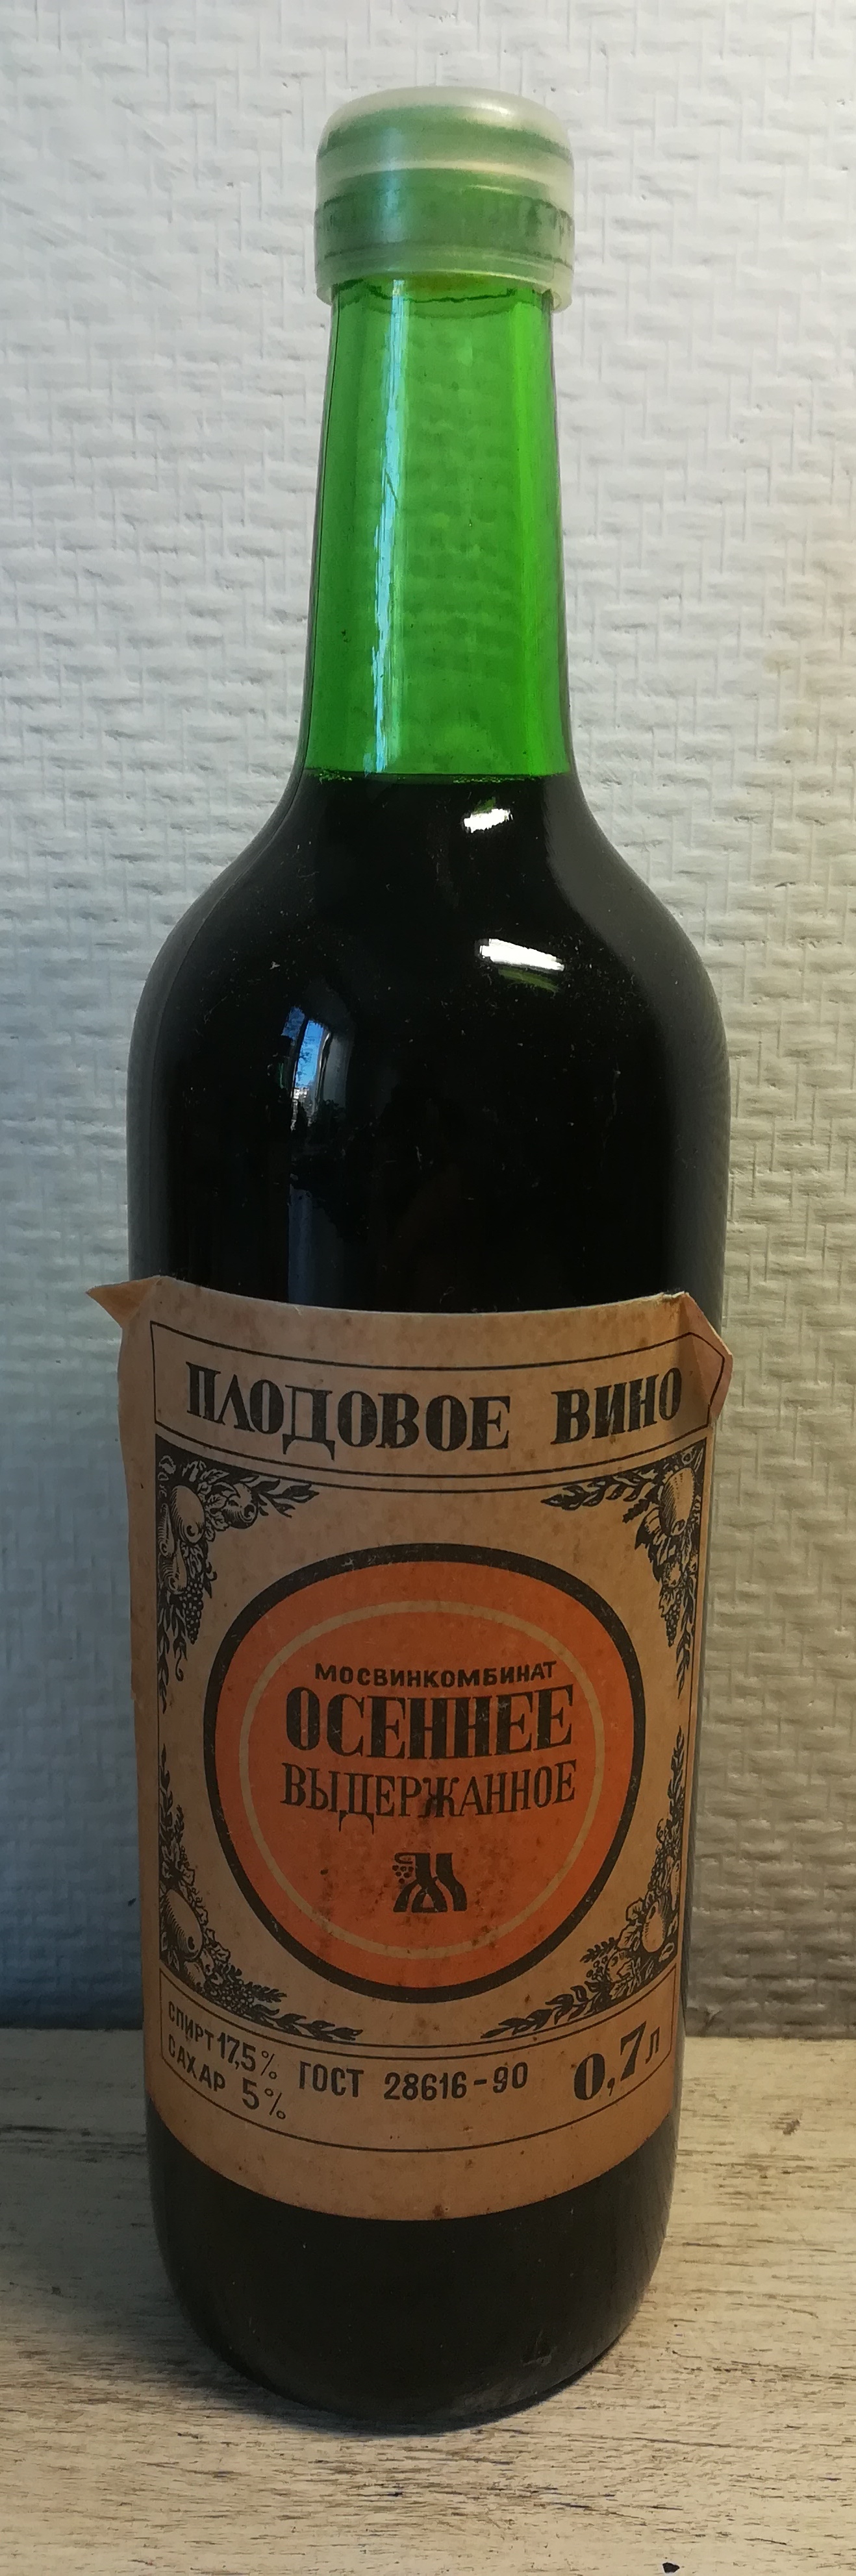 ПЛОДОВОЕ ВИНО
МОСВИНКОМБИНАТ
ОСЕННЕЕ
ВЫДЕРЖАННОЕ
СПИРТ 17,5% ГОСТ 28616-90 0,7 л
САХАР 5%